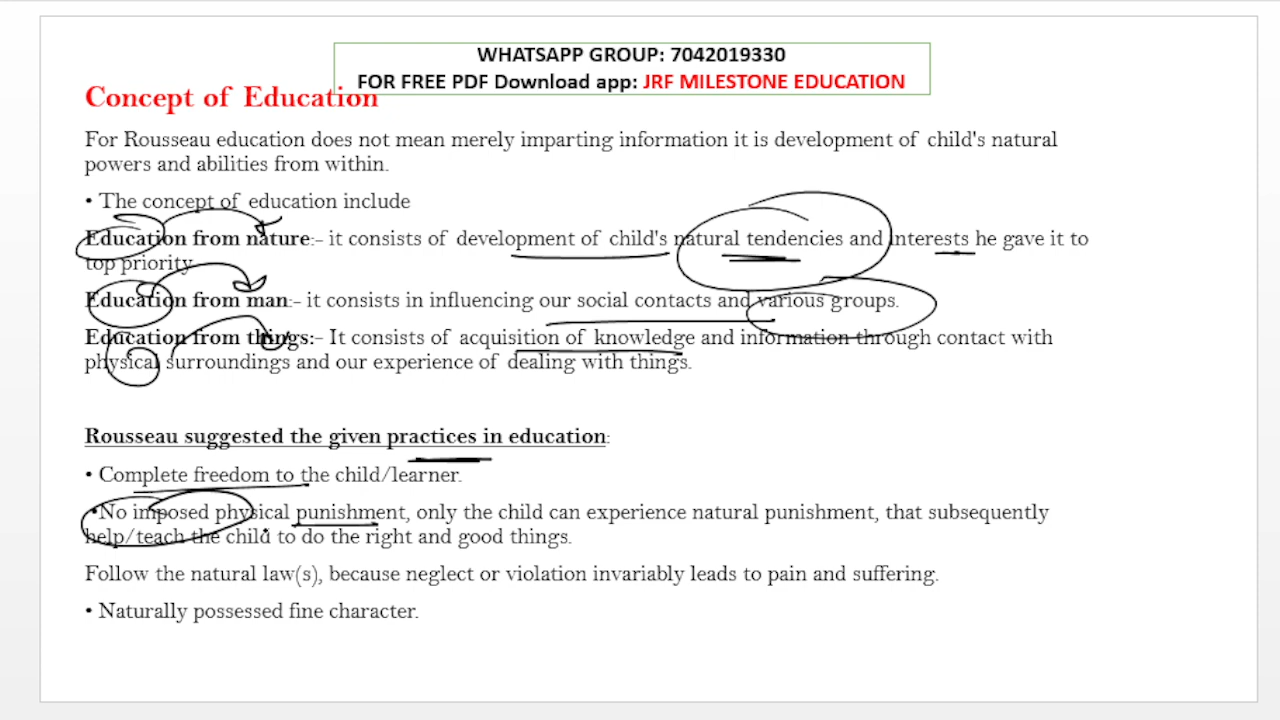 WHATSAPP GROUP: 7042019330
FOR FREE PDF Download app: JRF MILESTONE EDUCATION
Concept of Education
For Rousseau education does not mean merely imparting information it is development of child's natural
powers and abilities from within.
• The concept of education include
Education from nature:- it consists of development of child's natural tendencies and interests he gave it to
top priority
Education from man:- it consists in influencing our social contacts and various groups.
Education from things:- It consists of acquisition of knowledge and information through contact with
physical surroundings and our experience of dealing with things.
Rousseau suggested the given practices in education:
• Complete freedom to the child/learner.
•No imposed physical punishment, only the child can experience natural punishment, that subsequently
help/teach the child to do the right and good things.
Follow the natural law(s), because neglect or violation invariably leads to pain and suffering.
• Naturally possessed fine character.